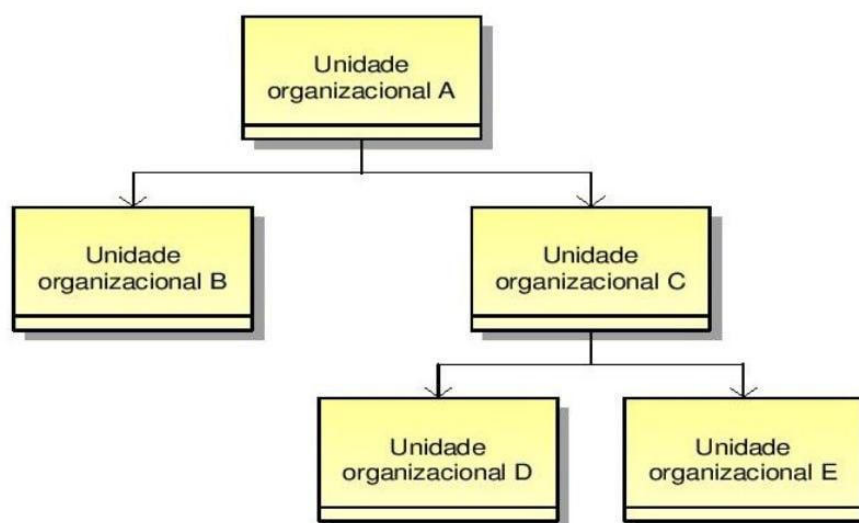 Unidade
organizacional A
Unidade
organizacional B
Unidade
organizacional C
Unidade
organizacional D
Unidade
organizacional E